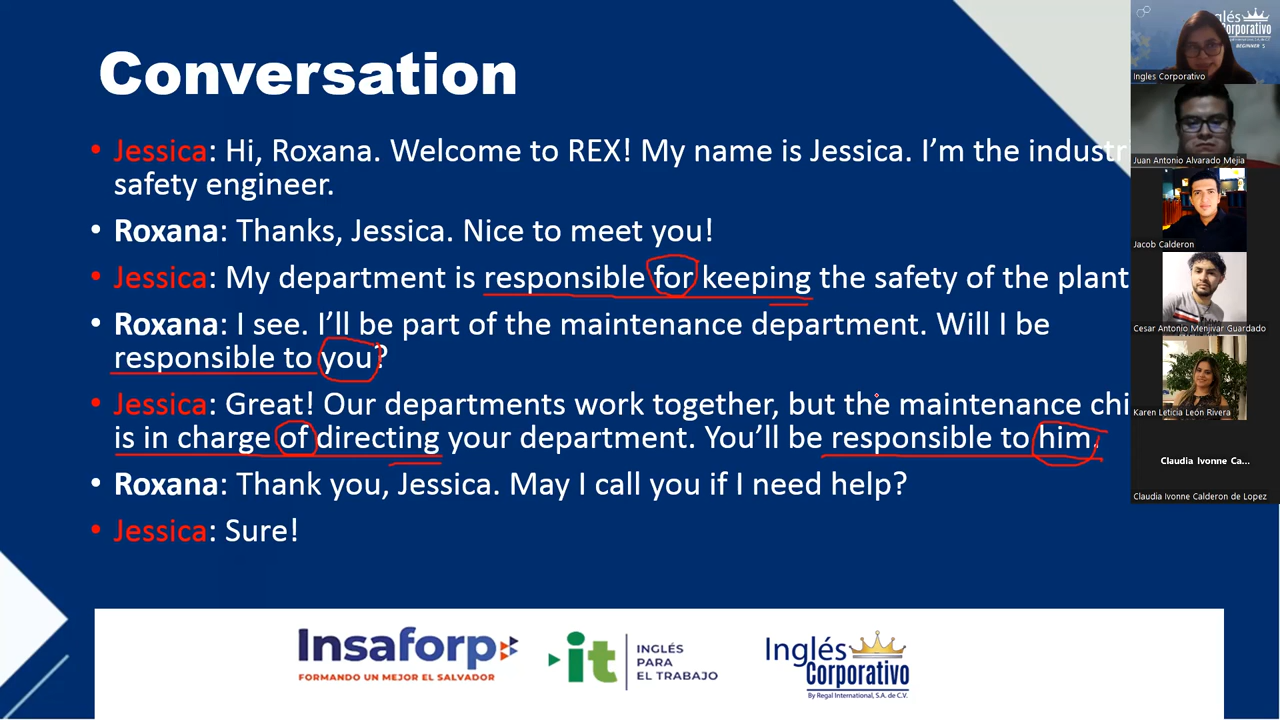 Conversation
• Jessica: Hi, Roxana. Welcome to REX! My name is Jessica. I'm the industri
safety engineer.
• Roxana: Thanks, Jessica. Nice to meet you!
• Jessica: My department is responsible for keeping the safety of the plant
• Roxana: I see. I'll be part of the maintenance department. Will I be
responsible to you?
• Jessica: Great! Our departments work together, but the maintenance chi
is in charge of directing your department. You'll be responsible to him.
• Roxana: Thank you, Jessica. May I call you if I need help?
• Jessica: Sure!
Insaforp
FORMANDO UN MEJOR EL SALVADOR
it
INGLÉS
PARA
EL TRABAJO
Inglés
Corporativo
By Regal International, S.A. de C.V.
glés
Corporativo
BEGINNER 5
Ingles Corporativo
Juan Antonio Alvarado Mejia
Jacob Calderon
Cesar Antonio Menjivar Guardado
Karen Leticia León Rivera
Claudia Ivonne Ca...
Claudia Ivonne Calderon de Lopez